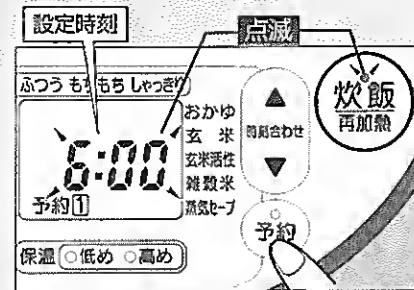 設定時刻
点滅
ふつう もちもち しゃっきり
おかゆ
玄米
玄米活性
雑穀米
蒸気セーブ
6:00
予約1
時刻合わせ
炊飯
再加熱
予約
保温 低め 高め